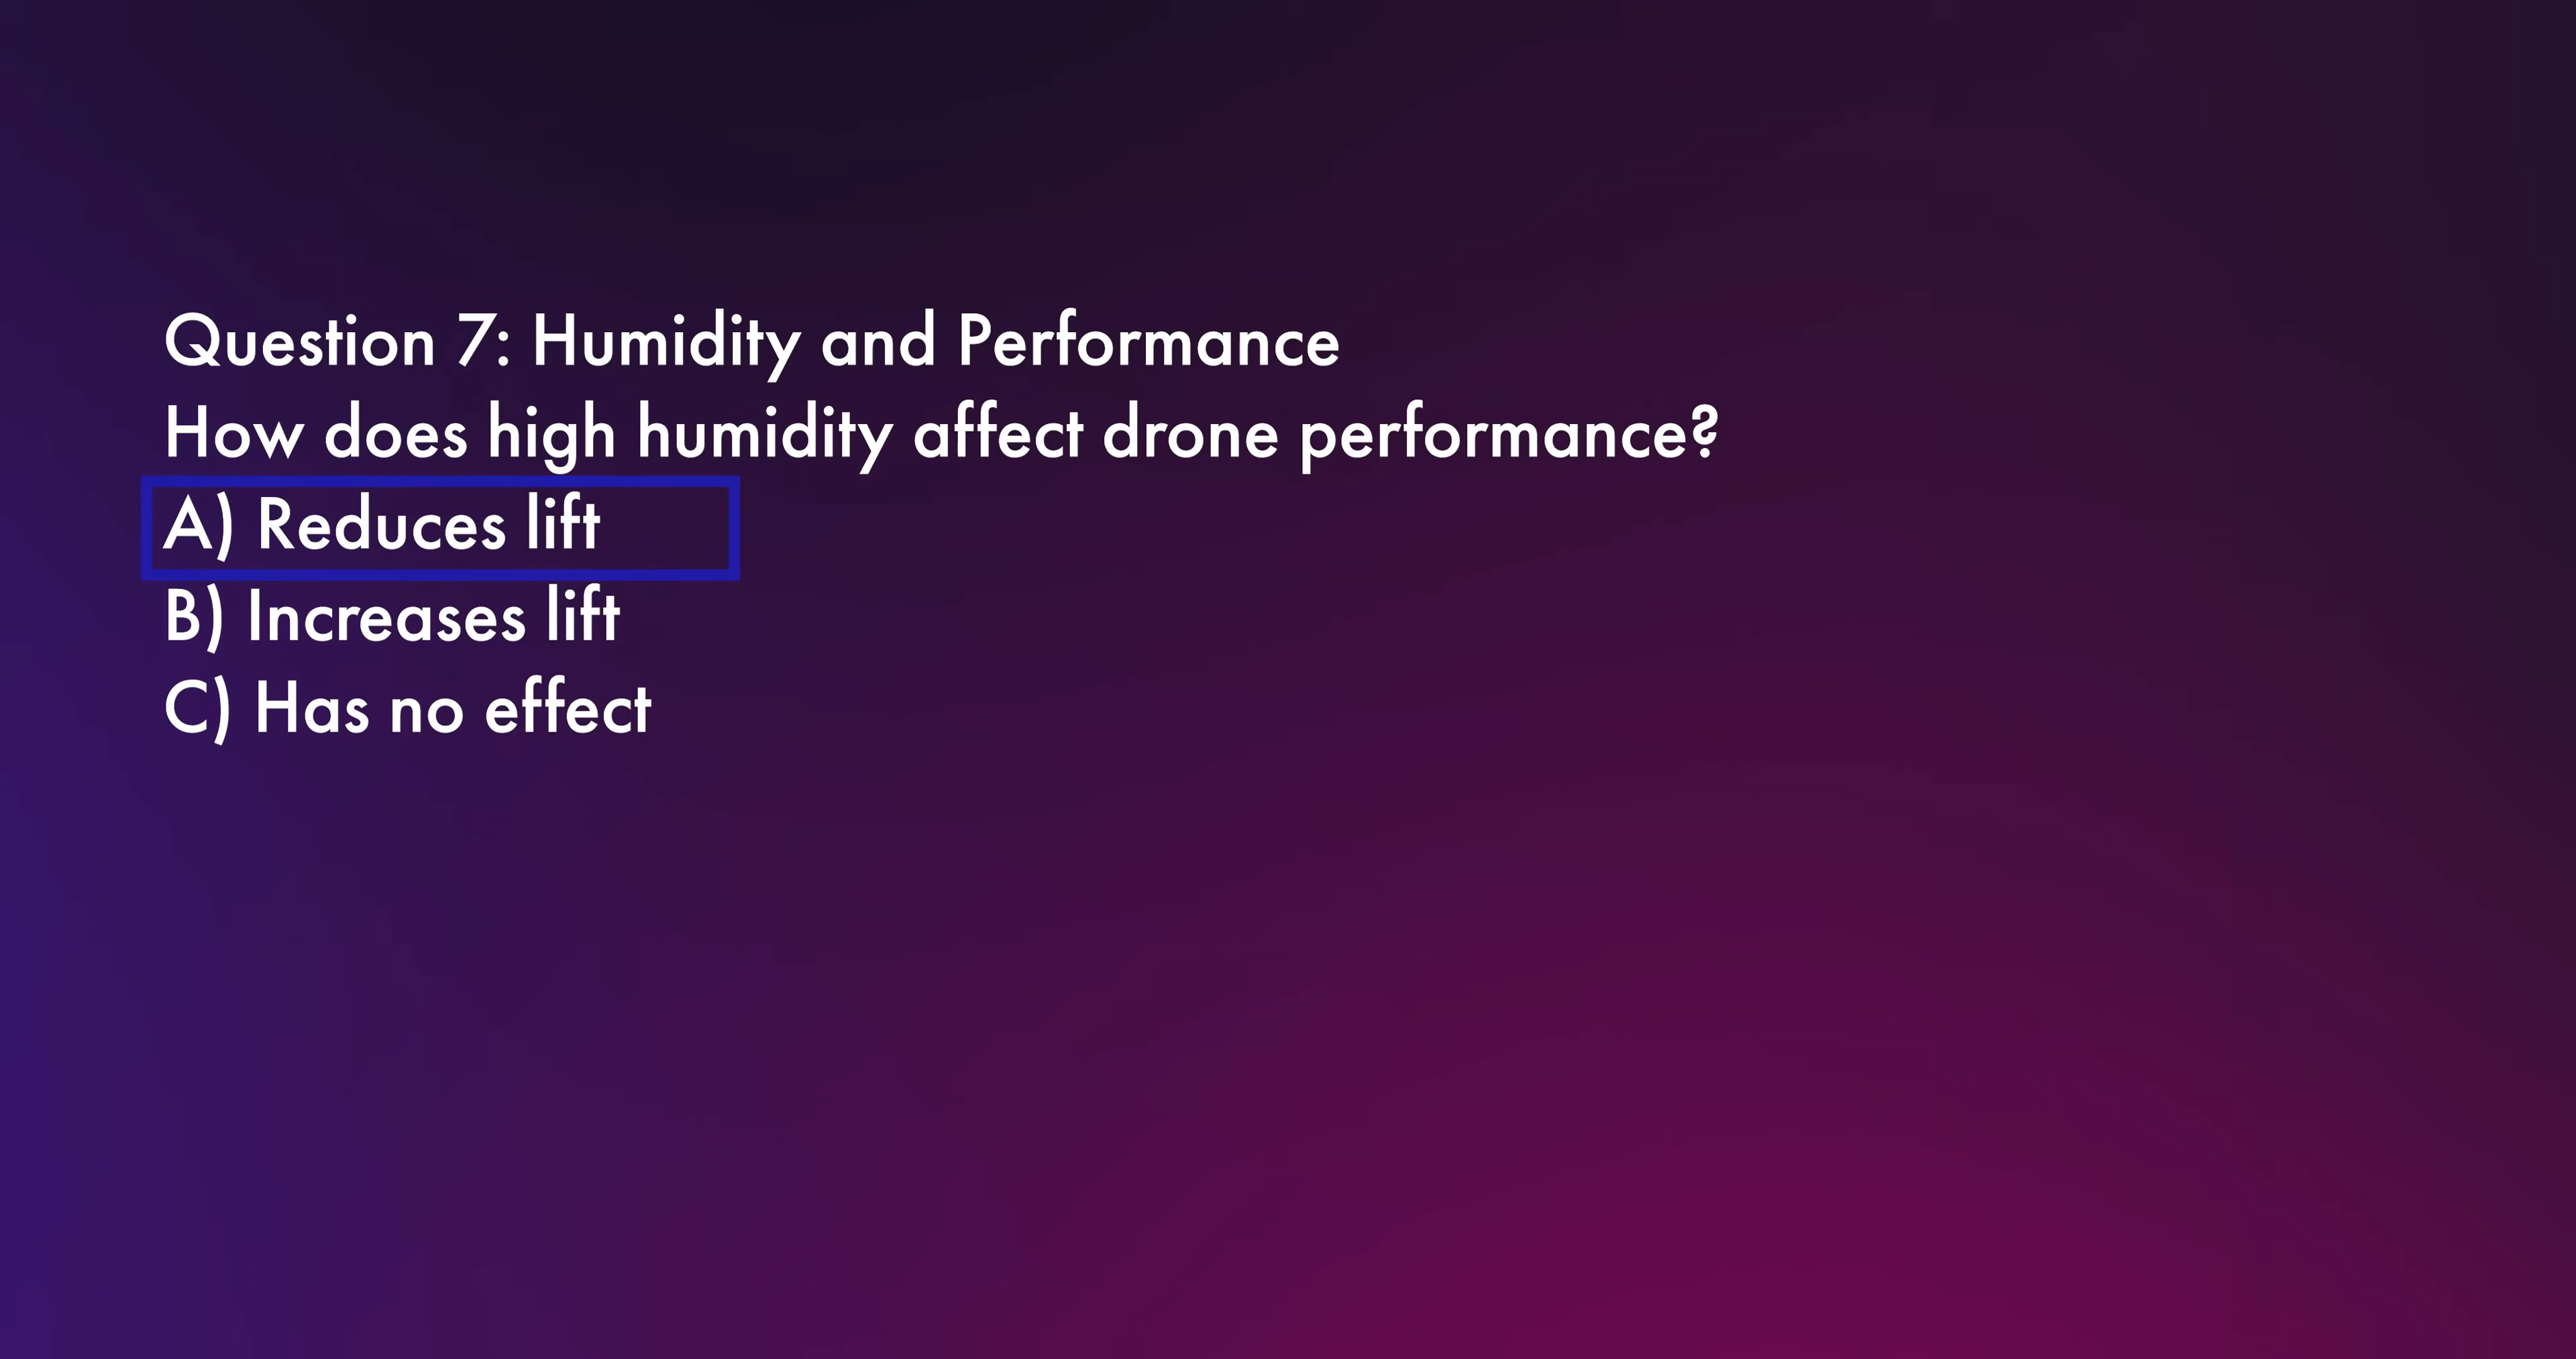 Question 7: Humidity and Performance
How does high humidity affect drone performance?
A) Reduces lift
B) Increases lift
C) Has no effect